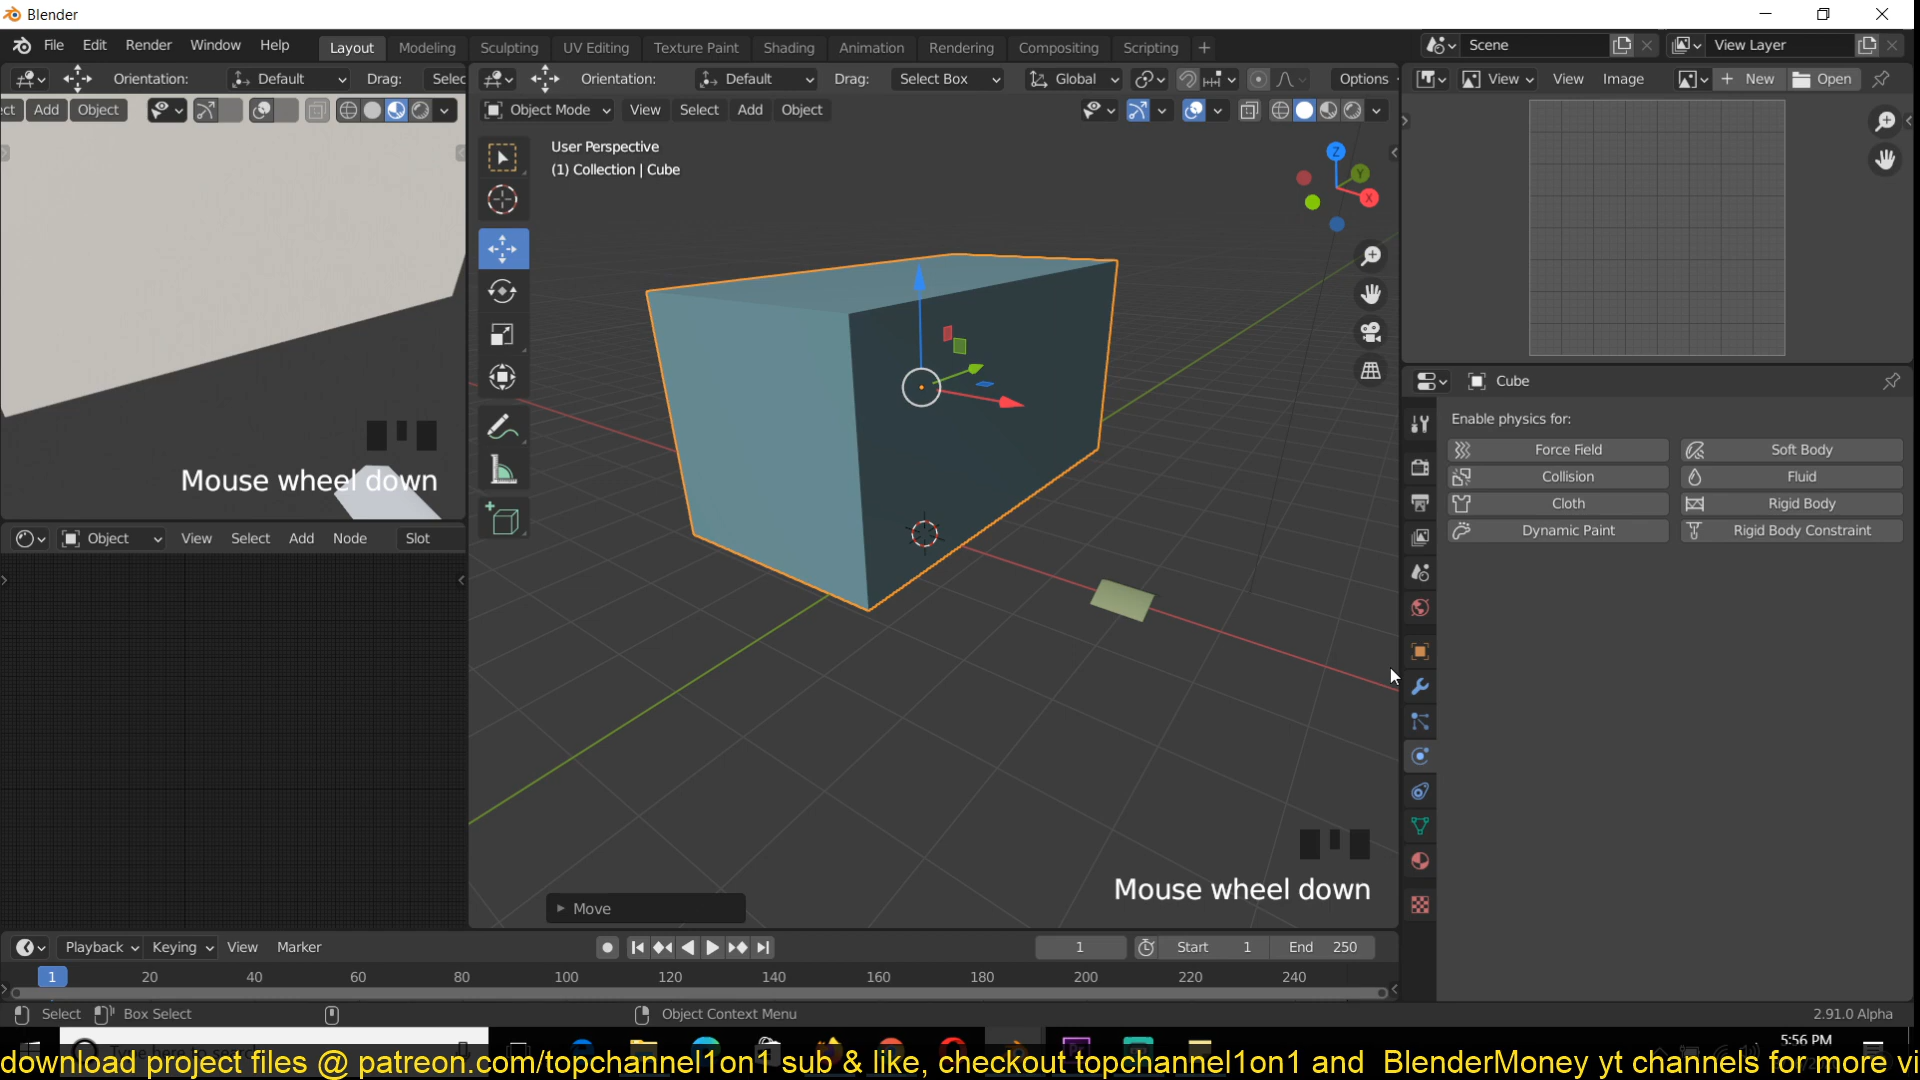 Blender
File Edit Render Window Help Layout Modeling Sculpting UV Editing Texture Paint Shading Animation Rendering Compositing Scripting + Scene View Layer
Orientation: Default Drag: Selec
Orientation: Default Drag: Select Box Global Options
View View Image + New Open
ect Add Object
Object Mode View Select Add Object
User Perspective
(1) Collection | Cube
Z
Y
X
Cube
Enable physics for:
Force Field Soft Body
Collision Fluid
Cloth Rigid Body
Dynamic Paint Rigid Body Constraint
Mouse wheel down
Object View Select Add Node Slot
Mouse wheel down
Move
Playback Keying View Marker 1 Start 1 End 250
1 20 40 60 80 100 120 140 160 180 200 220 240
Select Box Select Object Context Menu 2.91.0 Alpha
5:56 PM
download project files @ patreon.com/topchannel1on1 sub & like, checkout topchannel1on1 and BlenderMoney yt channels for more vi